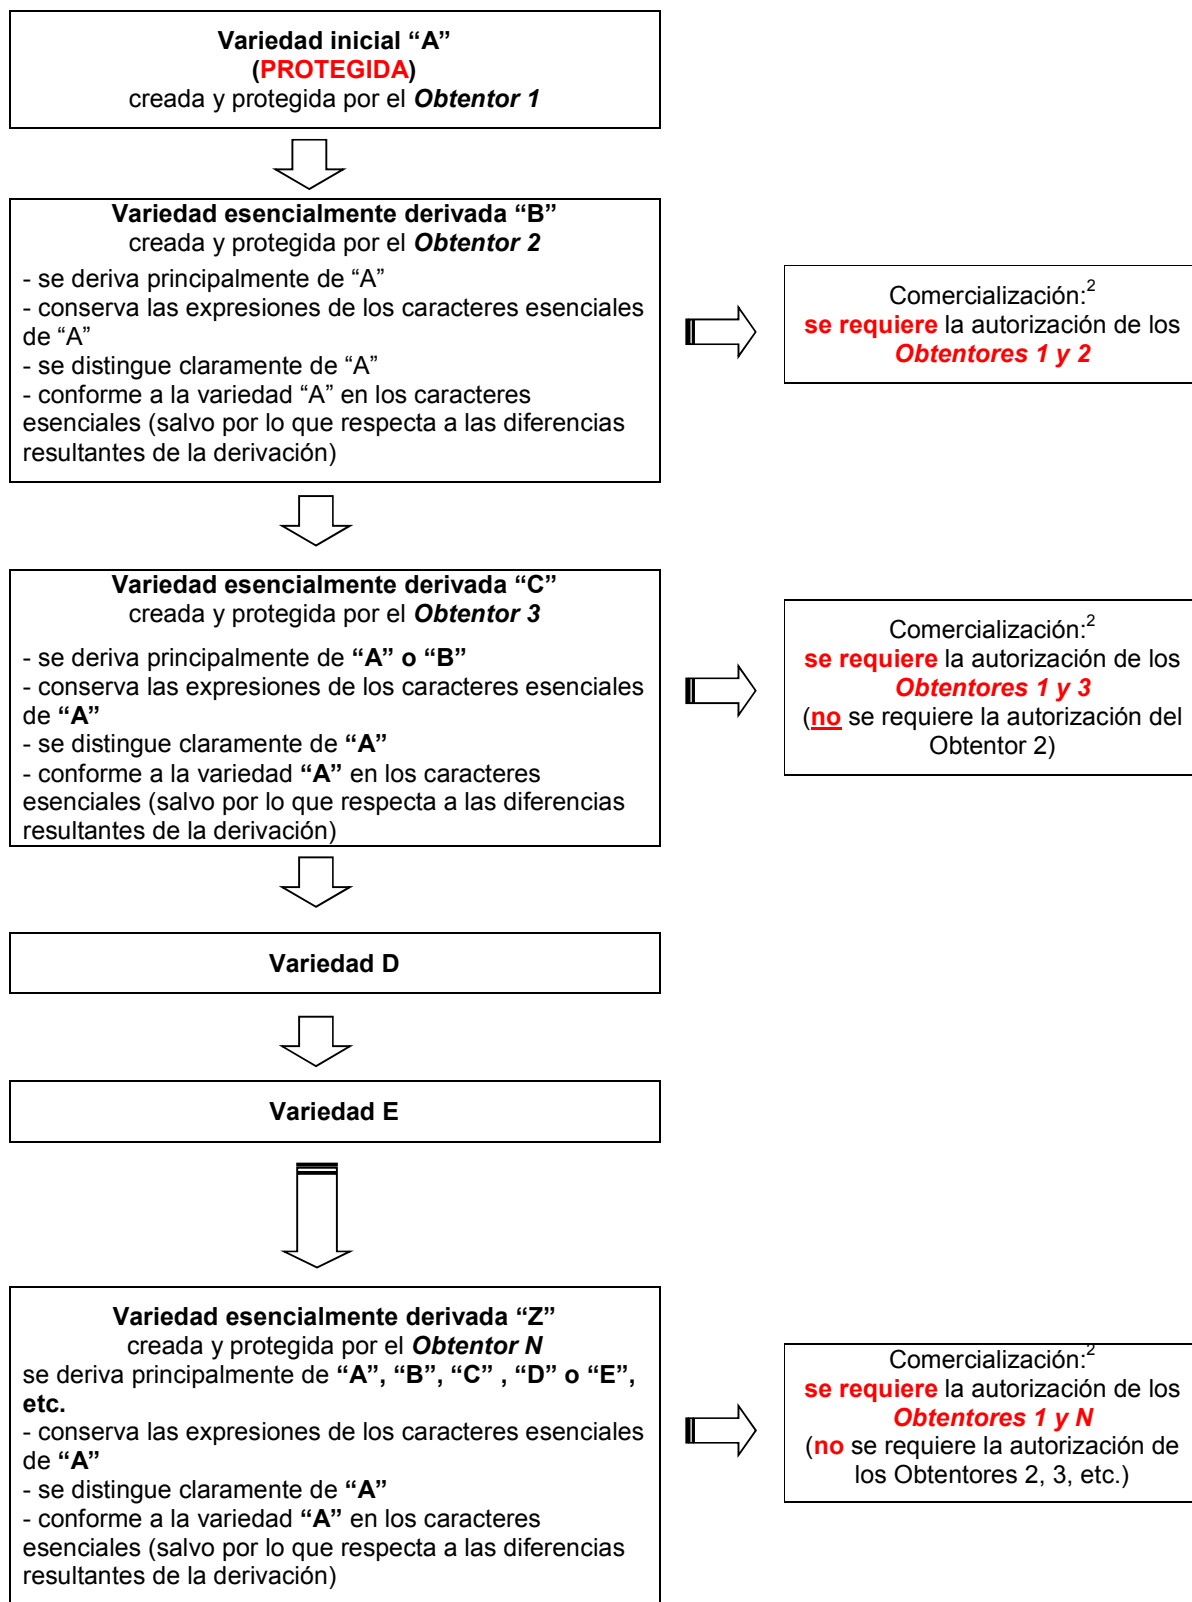 Variedad inicial “A”
(PROTEGIDA)
creada y protegida por el Obtentor 1
Variedad esencialmente derivada “B”
creada y protegida por el Obtentor 2
- se deriva principalmente de “A”
- conserva las expresiones de los caracteres esenciales
de “A”
- se distingue claramente de “A”
- conforme a la variedad “A” en los caracteres
esenciales (salvo por lo que respecta a las diferencias
resultantes de la derivación)
Comercialización:2
se requiere la autorización de los
Obtentores 1 y 2
Variedad esencialmente derivada “C”
creada y protegida por el Obtentor 3
- se deriva principalmente de “A” o “B”
- conserva las expresiones de los caracteres esenciales
de “A”
- se distingue claramente de “A”
- conforme a la variedad “A” en los caracteres
esenciales (salvo por lo que respecta a las diferencias
resultantes de la derivación)
Comercialización:2
se requiere la autorización de los
Obtentores 1 y 3
(no se requiere la autorización del
Obtentor 2)
Variedad D
Variedad E
Variedad esencialmente derivada “Z”
creada y protegida por el Obtentor N
se deriva principalmente de “A”, “B”, “C” , “D” o “E”,
etc.
- conserva las expresiones de los caracteres esenciales
de “A”
- se distingue claramente de “A”
- conforme a la variedad “A” en los caracteres
esenciales (salvo por lo que respecta a las diferencias
resultantes de la derivación)
Comercialización:2
se requiere la autorización de los
Obtentores 1 y N
(no se requiere la autorización de
los Obtentores 2, 3, etc.)